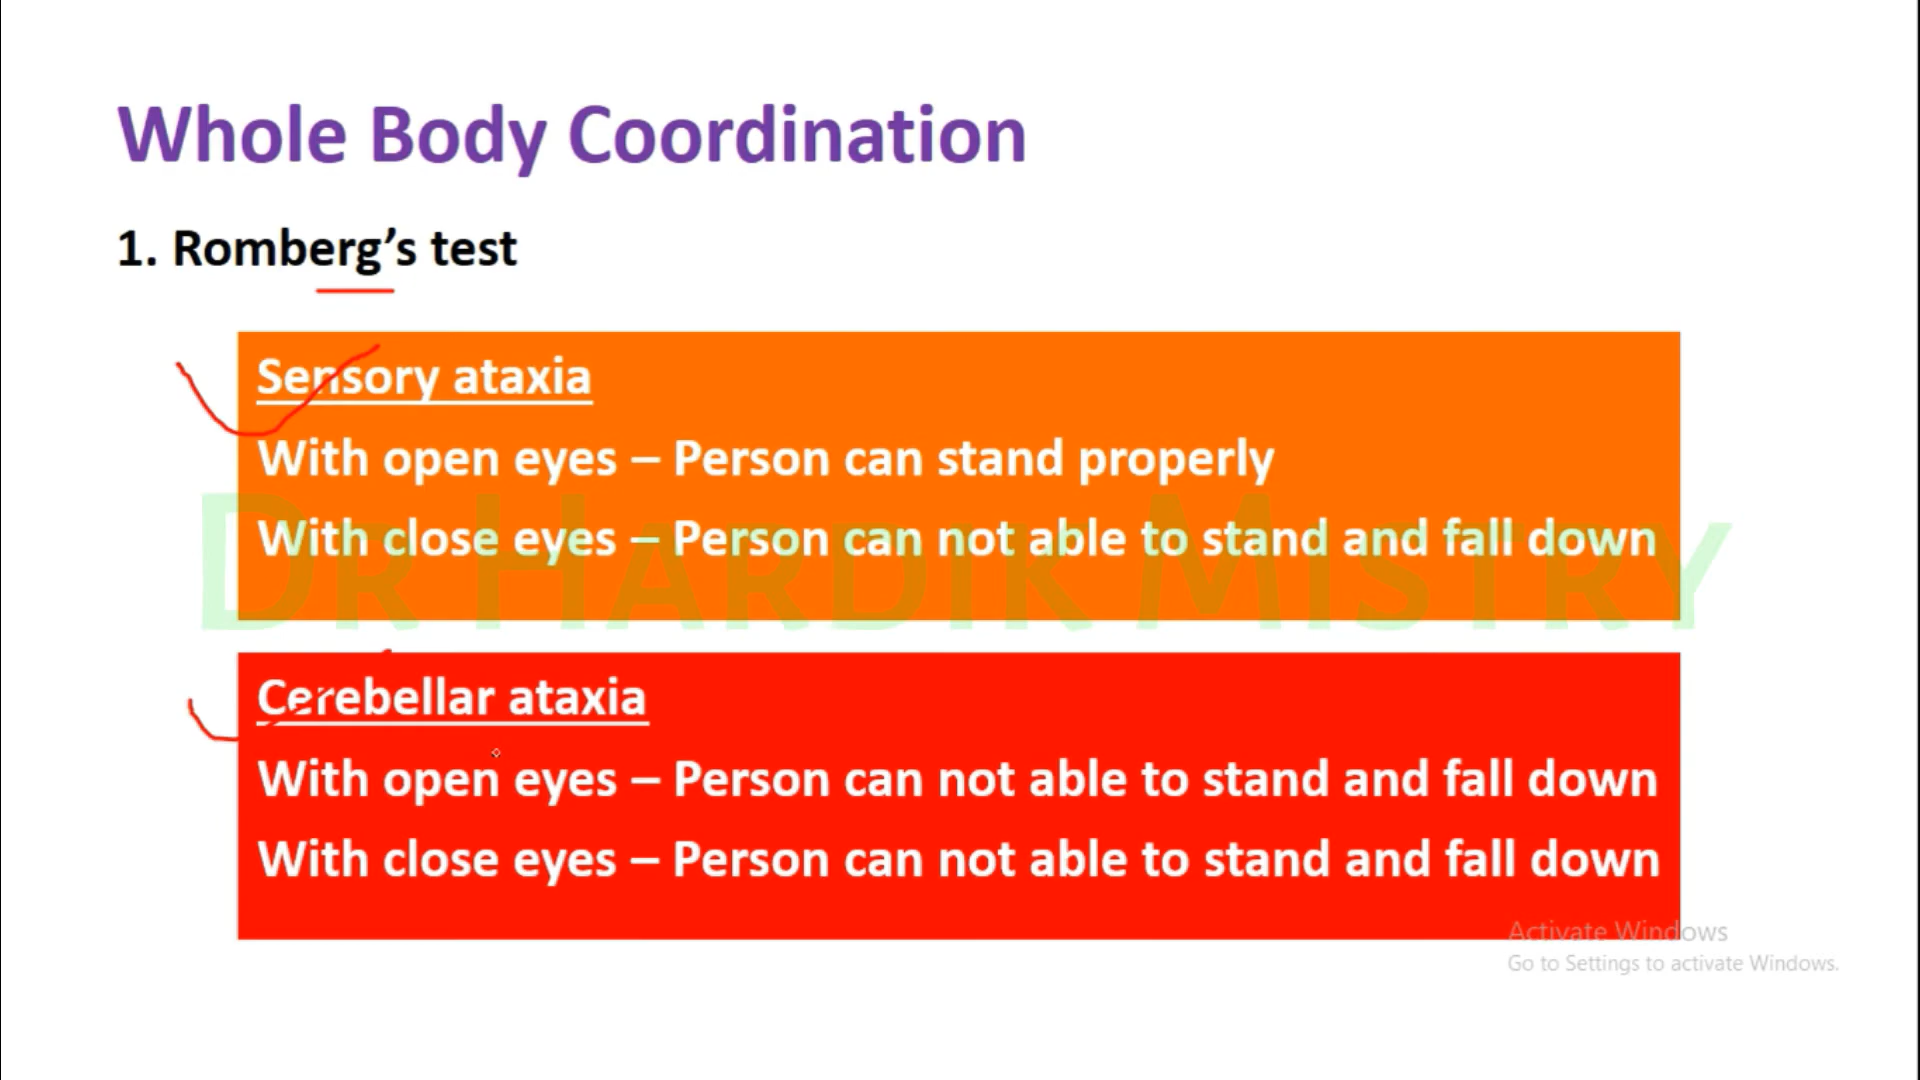 Whole Body Coordination
1. Romberg’s test
Sensory ataxia
With open eyes – Person can stand properly
With close eyes – Person can not able to stand and fall down
DR HARDIK MISTRY
Cerebellar ataxia
With open eyes – Person can not able to stand and fall down
With close eyes – Person can not able to stand and fall down
Activate Windows
Go to Settings to activate Windows.